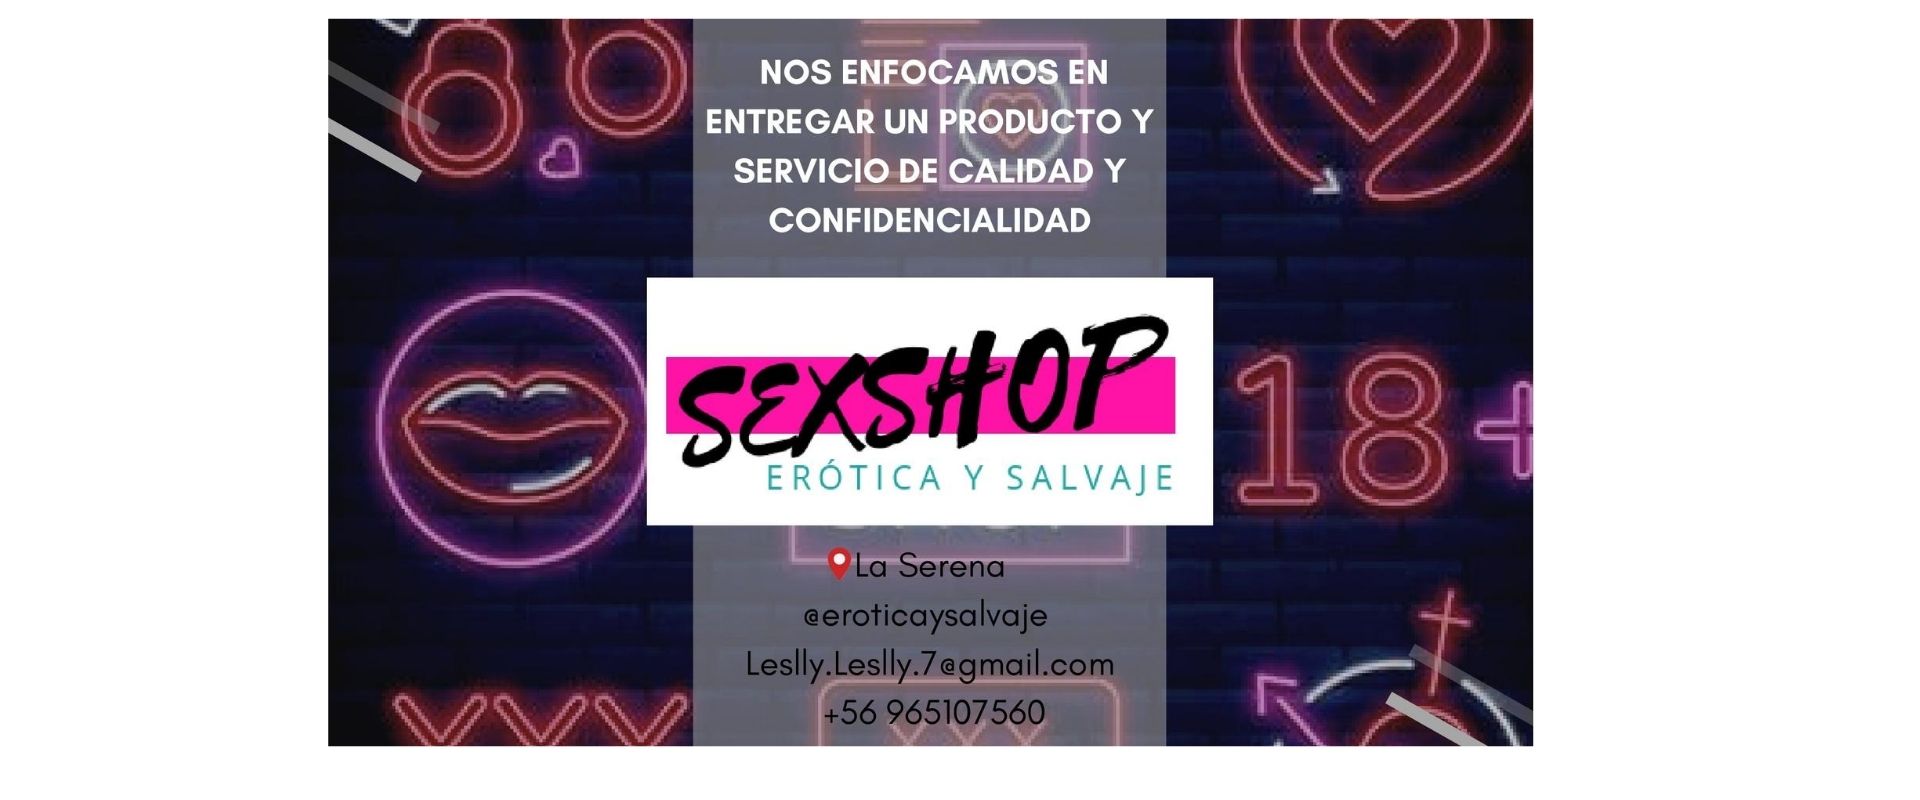 NOS ENFOCAMOS EN
ENTREGAR UN PRODUCTO Y
SERVICIO DE CALIDAD Y
CONFIDENCIALIDAD
SEXSHOP
ERÓTICA Y SALVAJE
18+
La Serena
@eroticaysalvaje
Leslly.Leslly.7@gmail.com
+56 965107560